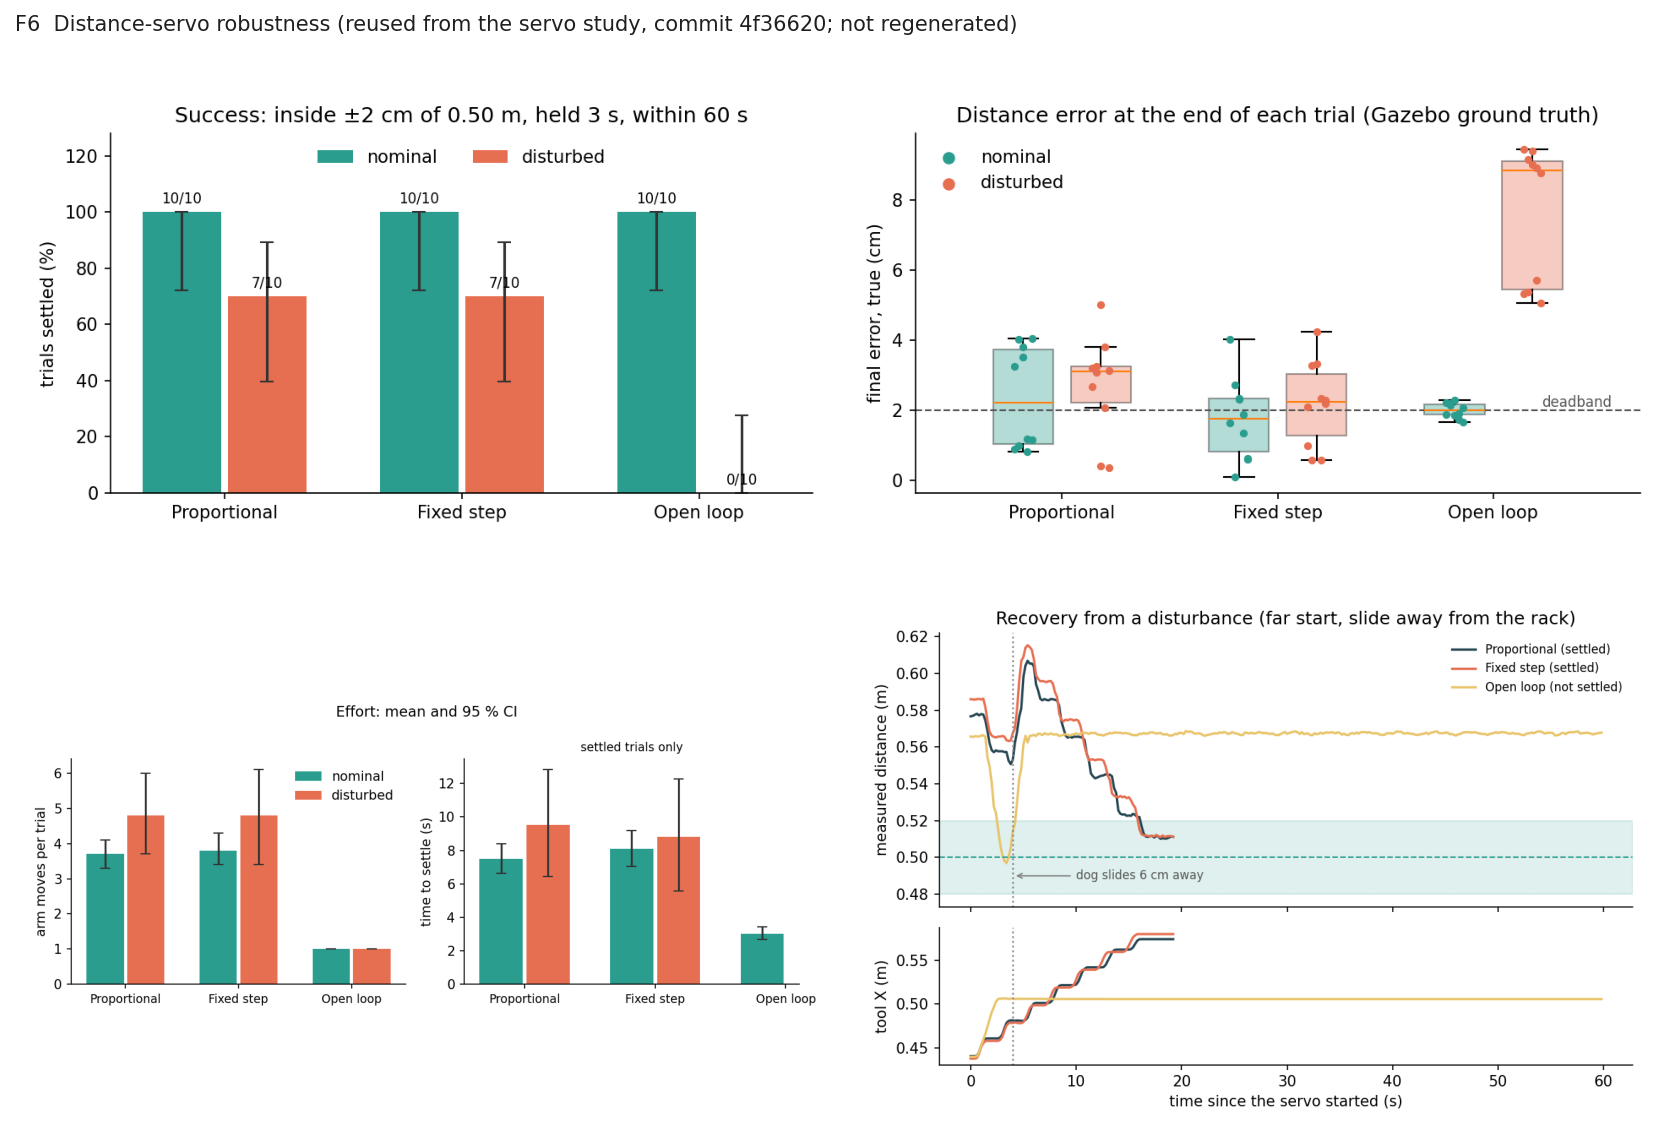 F6  Distance-servo robustness (reused from the servo study, commit 4f36620; not regenerated)
Success: inside ±2 cm of 0.50 m, held 3 s, within 60 s
nominal
disturbed
trials settled (%)
120
100
80
60
40
20
0
10/10
7/10
10/10
7/10
10/10
0/10
Proportional
Fixed step
Open loop
Distance error at the end of each trial (Gazebo ground truth)
nominal
disturbed
final error, true (cm)
8
6
4
2
0
deadband
Proportional
Fixed step
Open loop
Effort: mean and 95 % CI
nominal
disturbed
arm moves per trial
6
5
4
3
2
1
0
Proportional
Fixed step
Open loop
settled trials only
time to settle (s)
12
10
8
6
4
2
0
Proportional
Fixed step
Open loop
Recovery from a disturbance (far start, slide away from the rack)
Proportional (settled)
Fixed step (settled)
Open loop (not settled)
measured distance (m)
0.62
0.60
0.58
0.56
0.54
0.52
0.50
0.48
dog slides 6 cm away
tool X (m)
0.55
0.50
0.45
0
10
20
30
40
50
60
time since the servo started (s)